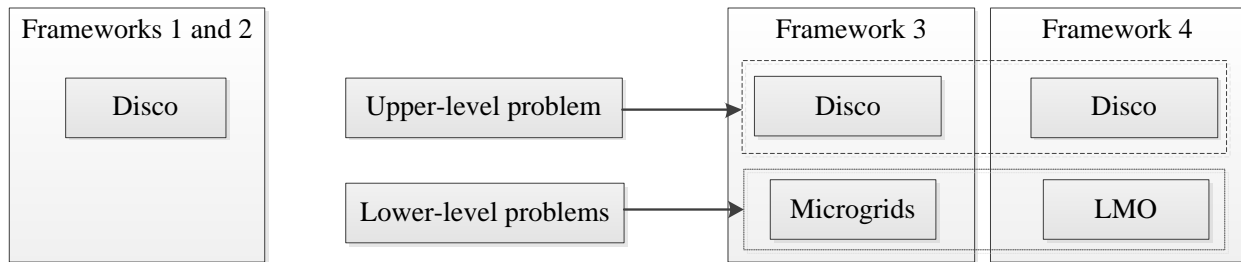 Frameworks 1 and 2
Framework 3
Framework 4
Disco
Upper-level problem
Disco
Disco
Lower-level problems
Microgrids
LMO